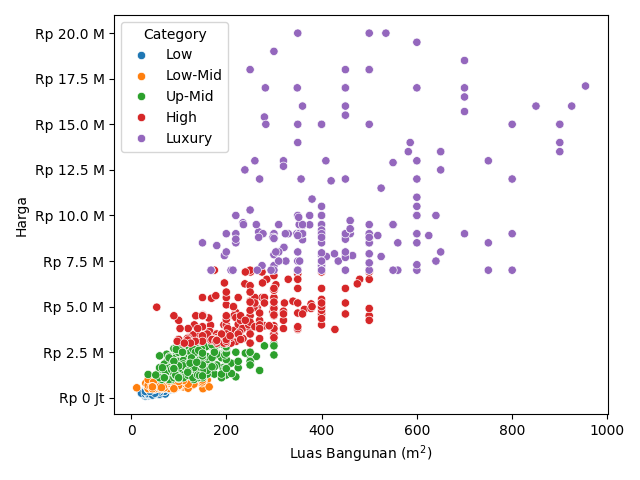 Rp 20.0 M
Rp 17.5 M
Rp 15.0 M
Rp 12.5 M
Rp 10.0 M
Rp 7.5 M
Rp 5.0 M
Rp 2.5 M
Rp 0 Jt
Harga
Category
Low
Low-Mid
Up-Mid
High
Luxury
0 200 400 600 800 1000
Luas Bangunan (m²)